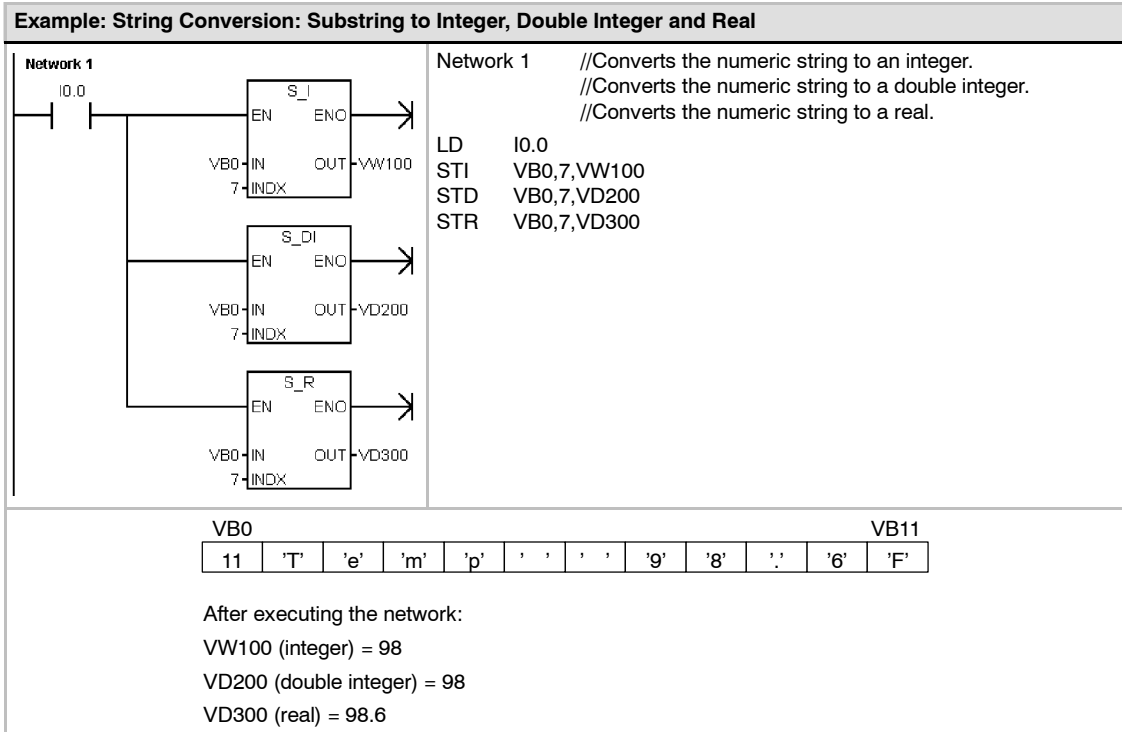 Example: String Conversion: Substring to Integer, Double Integer and Real
Network 1
I0.0
S_I
EN ENO
VB0 IN OUT VW100
7 INDX
S_DI
EN ENO
VB0 IN OUT VD200
7 INDX
S_R
EN ENO
VB0 IN OUT VD300
7 INDX
Network 1 //Converts the numeric string to an integer.
//Converts the numeric string to a double integer.
//Converts the numeric string to a real.
LD I0.0
STI VB0,7,VW100
STD VB0,7,VD200
STR VB0,7,VD300
VB0 VB11
11 ’T’ ’e’ ’m’ ’p’ ’ ’ ’ ’ ’9’ ’8’ ’.’ ’6’ ’F’
After executing the network:
VW100 (integer) = 98
VD200 (double integer) = 98
VD300 (real) = 98.6